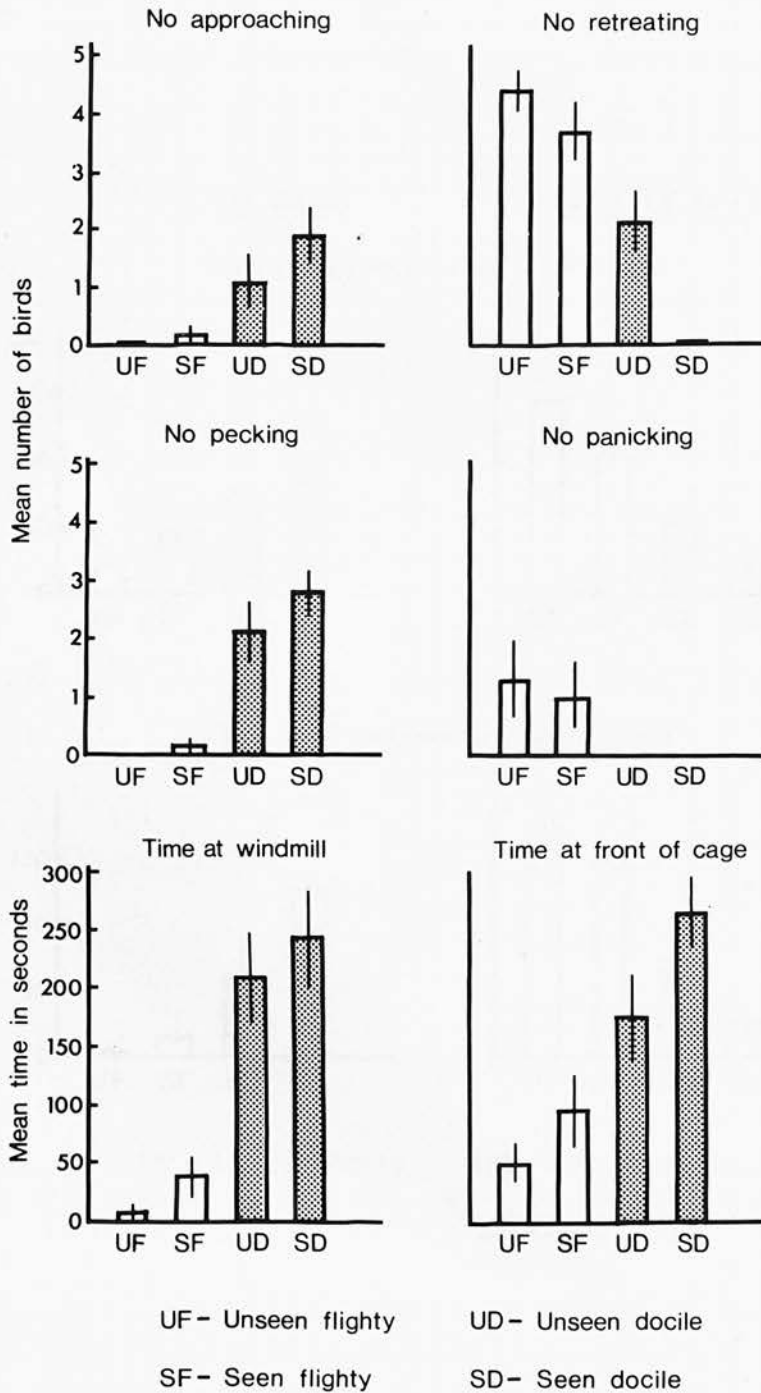 No approaching
No retreating
Mean number of birds
5
4
3
2
1
0
UF SF UD SD
UF SF UD SD
No pecking
No panicking
5
4
3
2
1
0
UF SF UD SD
UF SF UD SD
Time at windmill
Time at front of cage
Mean time in seconds
300
250
200
150
100
50
0
UF SF UD SD
UF SF UD SD
UF – Unseen flighty
UD – Unseen docile
SF – Seen flighty
SD – Seen docile